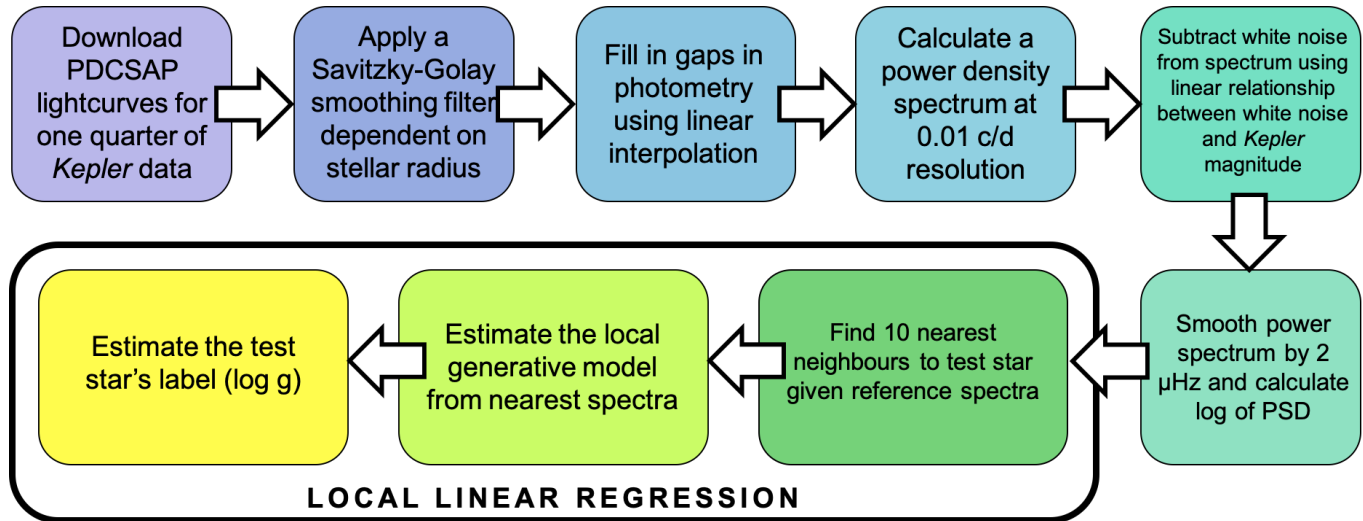 Download
PDCSAP
lightcurves for
one quarter of
Kepler data
Apply a
Savitzky-Golay
smoothing filter
dependent on
stellar radius
Fill in gaps in
photometry
using linear
interpolation
Calculate a
power density
spectrum at
0.01 c/d
resolution
Subtract white noise
from spectrum using
linear relationship
between white noise
and Kepler
magnitude
Smooth power
spectrum by 2
μHz and calculate
log of PSD
Find 10 nearest
neighbours to test star
given reference spectra
Estimate the local
generative model
from nearest spectra
Estimate the test
star's label (log g)
LOCAL LINEAR REGRESSION